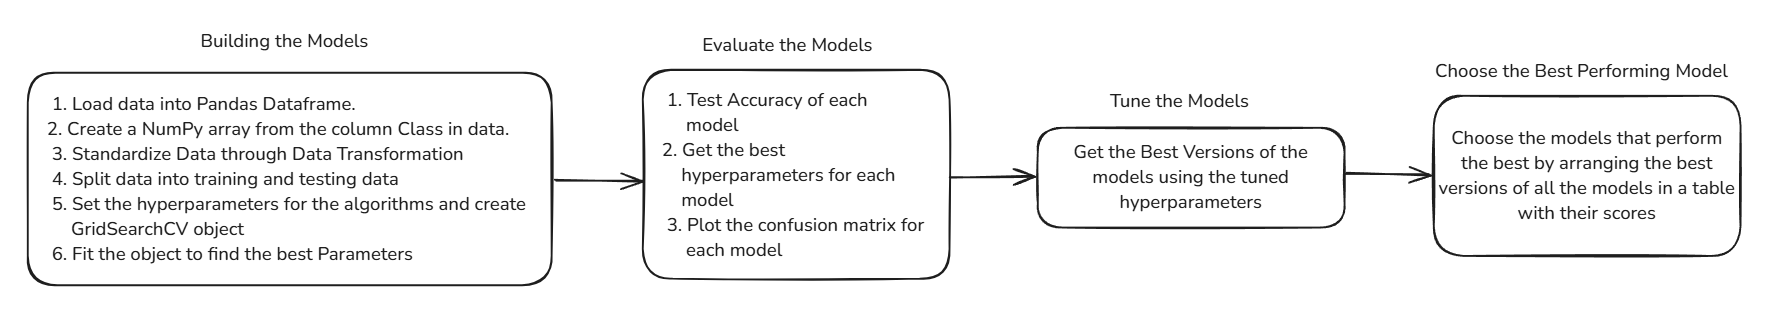 Building the Models
1. Load data into Pandas Dataframe.
2. Create a NumPy array from the column Class in data.
3. Standardize Data through Data Transformation
4. Split data into training and testing data
5. Set the hyperparameters for the algorithms and create
GridSearchCV object
6. Fit the object to find the best Parameters
Evaluate the Models
1. Test Accuracy of each
model
2. Get the best
hyperparameters for each
model
3. Plot the confusion matrix for
each model
Tune the Models
Get the Best Versions of the
models using the tuned
hyperparameters
Choose the Best Performing Model
Choose the models that perform
the best by arranging the best
versions of all the models in a table
with their scores